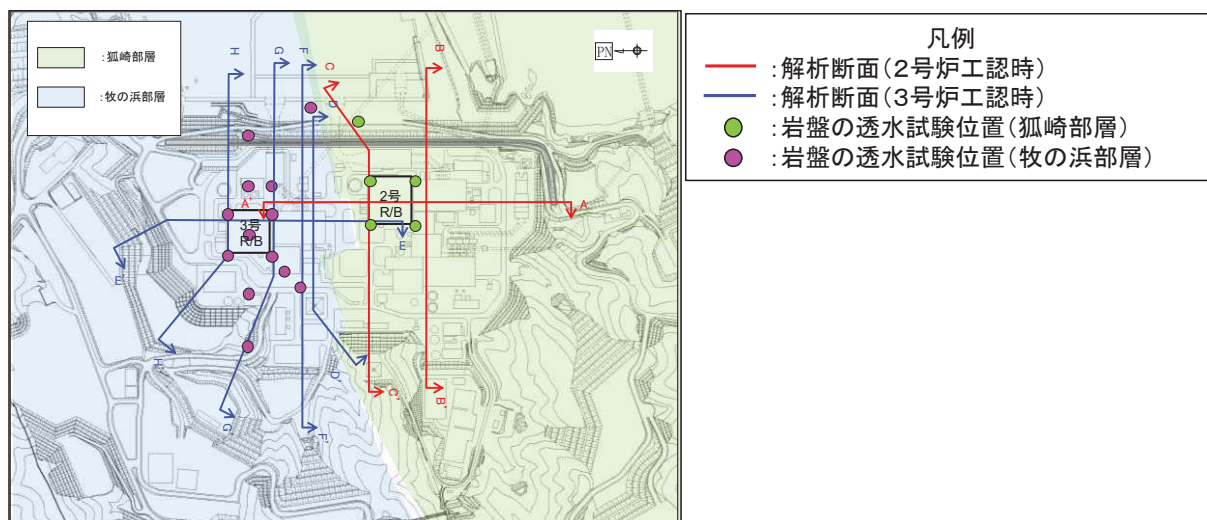 :狐崎部層
:牧の浜部層
PN
H
G
F
C
B
D
2号
R/B
A'
A
3号
R/B
E
E'
H'
D'
C'
B'
G'
F'
凡例
:解析断面(2号炉工認時)
:解析断面(3号炉工認時)
:岩盤の透水試験位置(狐崎部層)
:岩盤の透水試験位置(牧の浜部層)